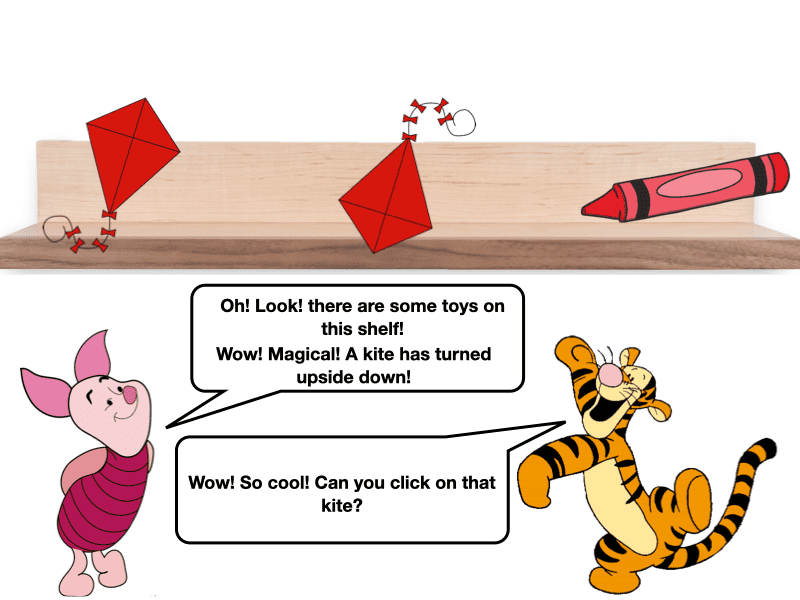 Oh! Look! there are some toys on
this shelf!
Wow! Magical! A kite has turned
upside down!
Wow! So cool! Can you click on that
kite?